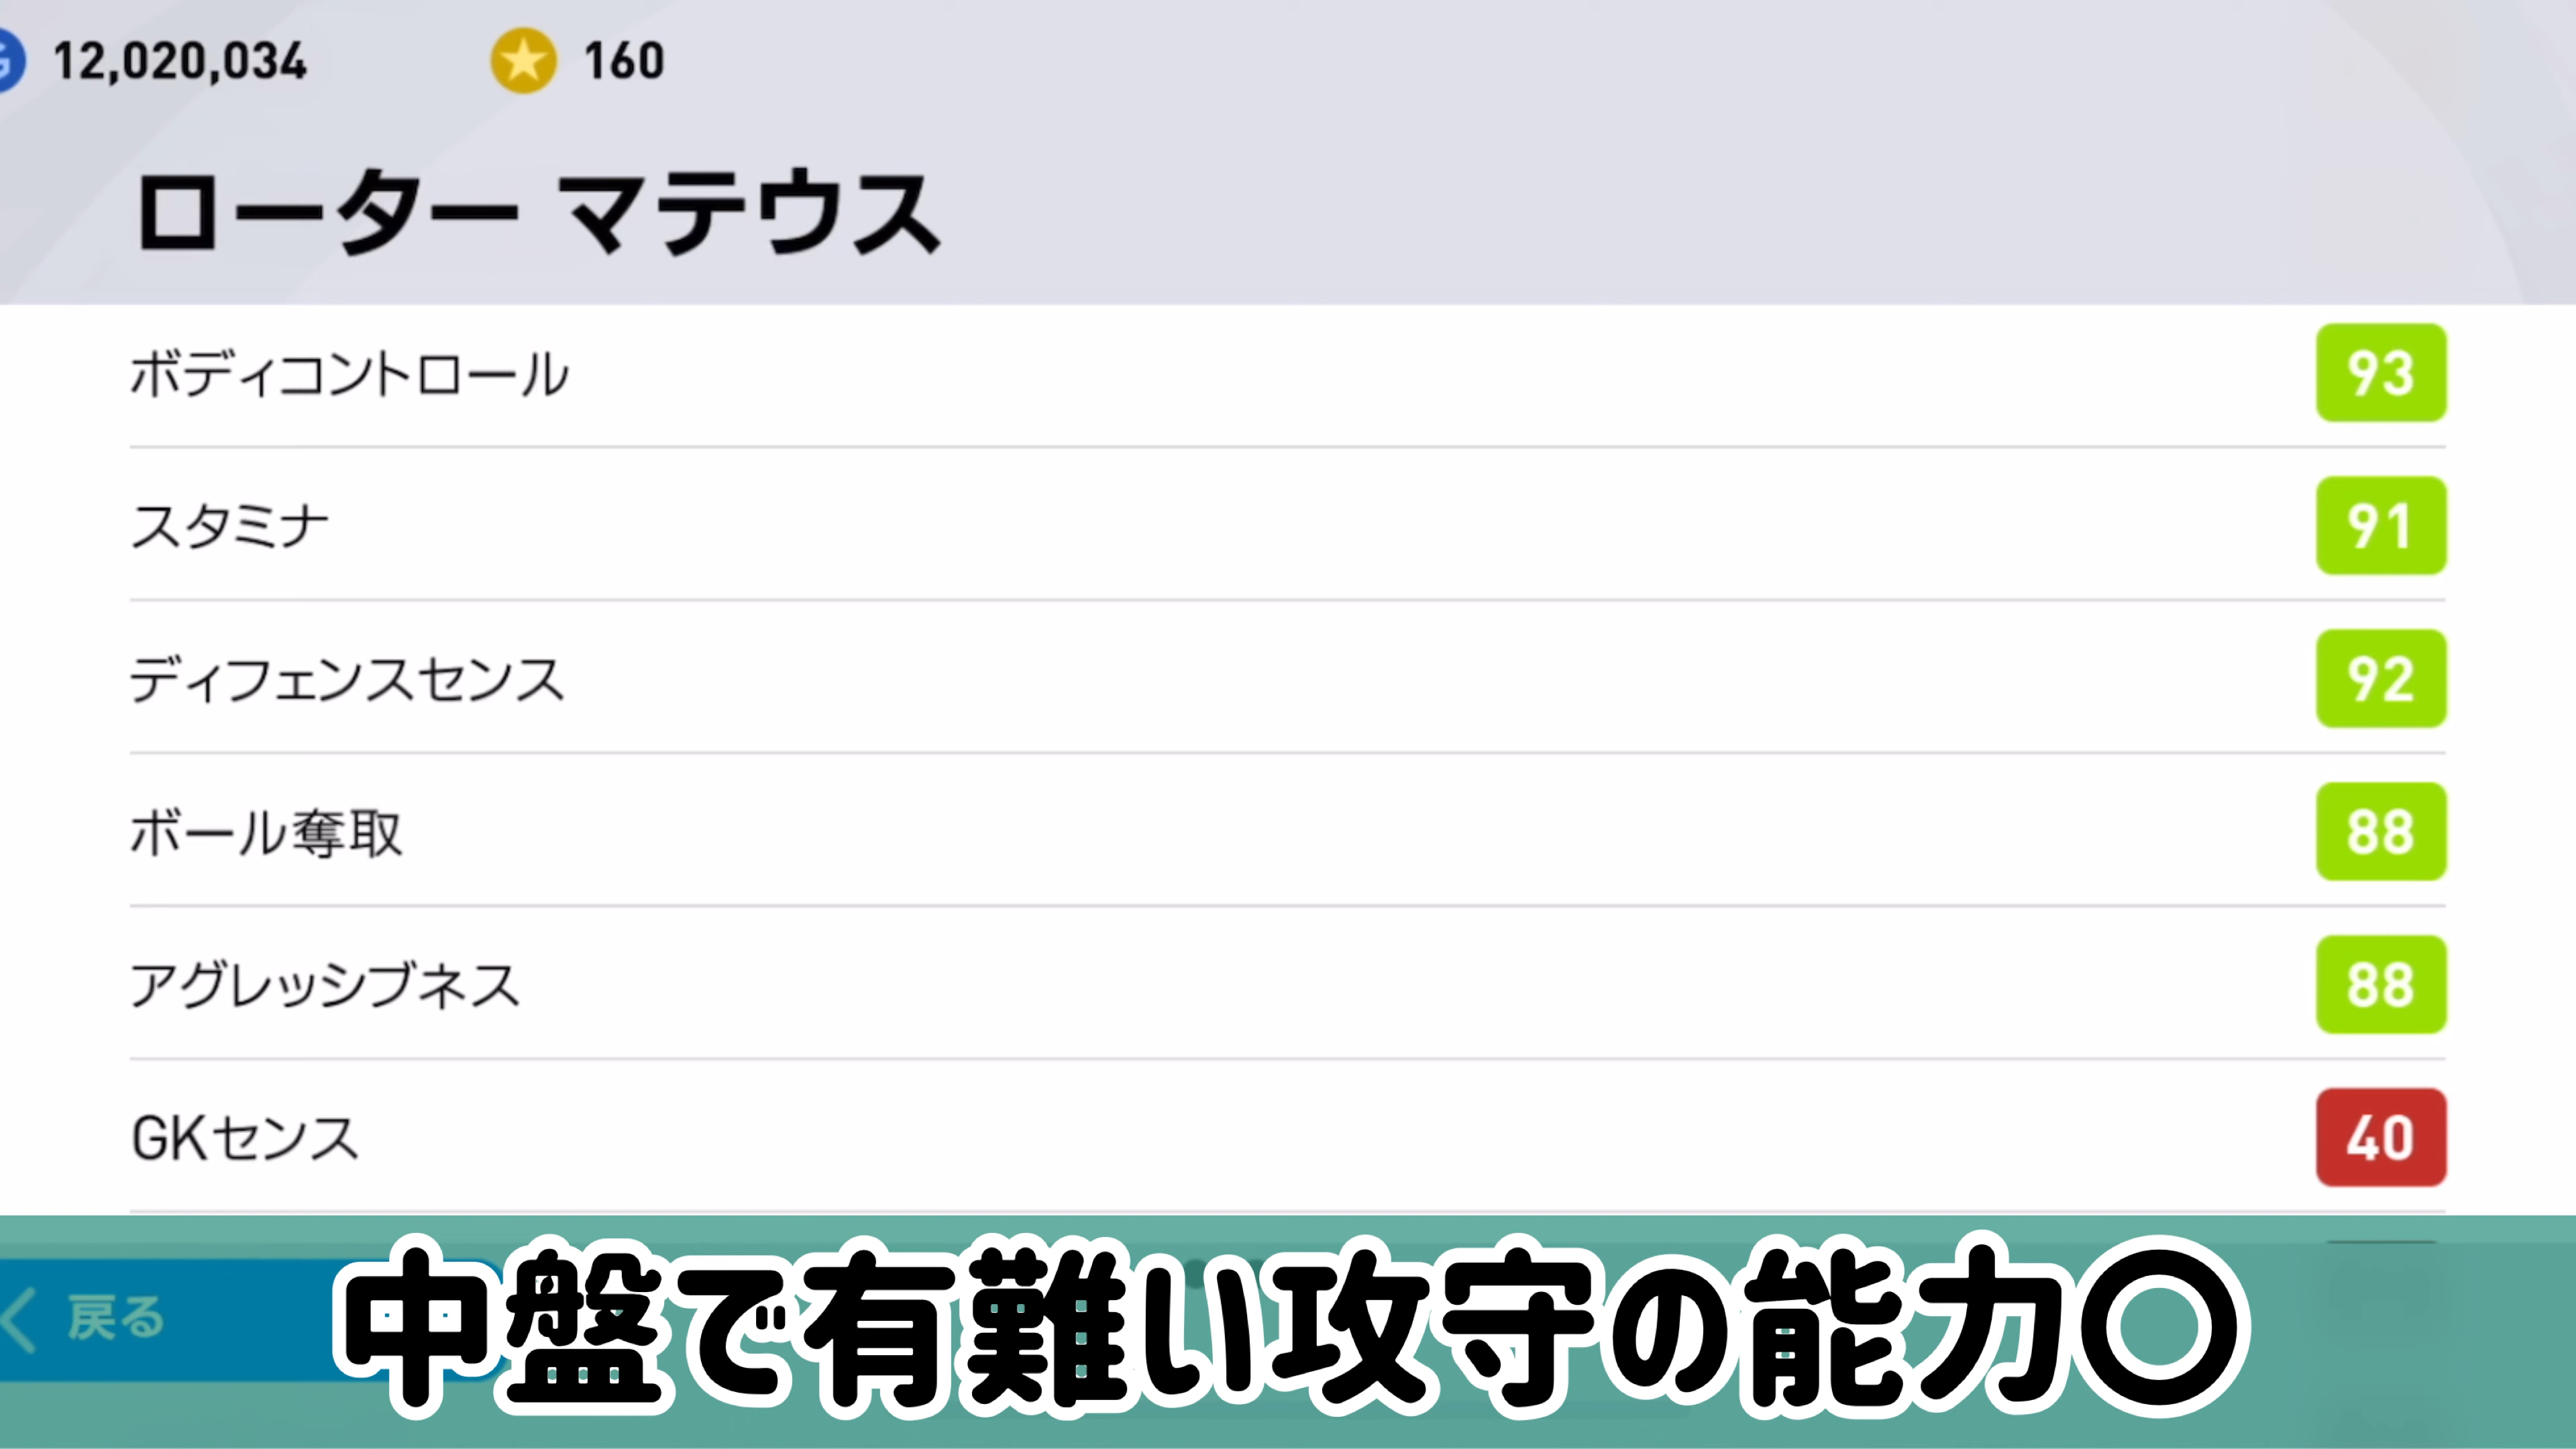 12,020,034 160
ローター マテウス
ボディコントロール 93
スタミナ 91
ディフェンスセンス 92
ボール奪取 88
アグレッシブネス 88
GKセンス 40
戻る
中盤で有難い攻守の能力〇